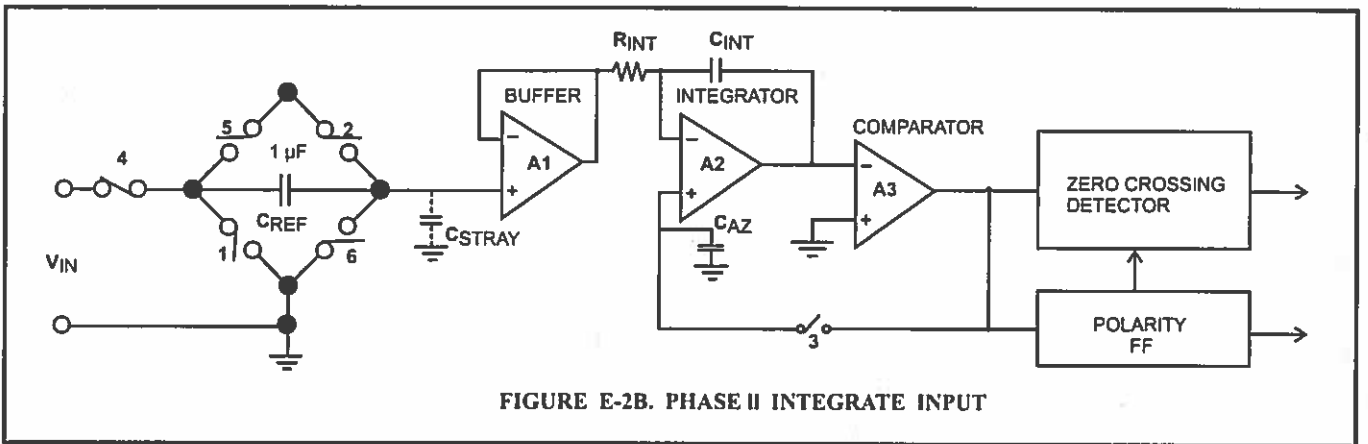 RINT
CINT
BUFFER
INTEGRATOR
5
2
1 µF
COMPARATOR
4
−
A1
+
−
A2
+
−
A3
+
ZERO CROSSING
DETECTOR
CREF
CSTRAY
CAZ
1
6
VIN
3
POLARITY
FF
FIGURE E-2B. PHASE II INTEGRATE INPUT